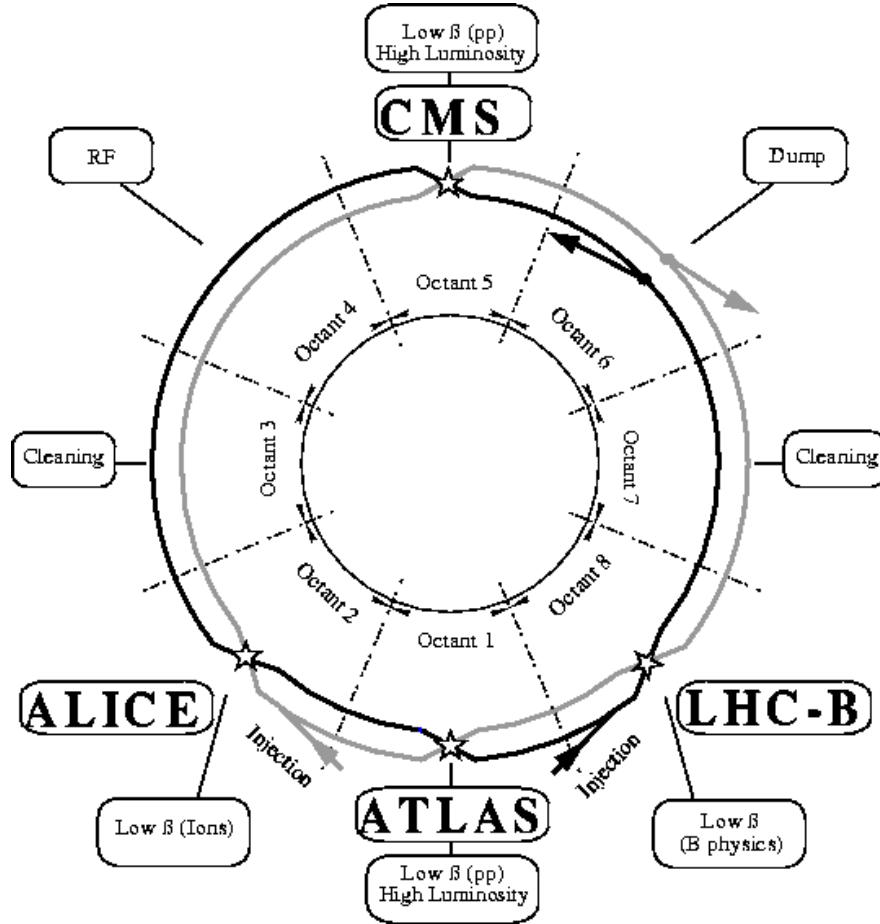 Low ß (pp)
High Luminosity
CMS
RF
Dump
Octant 5
Octant 4
Octant 6
Cleaning
Octant 3
Octant 7
Cleaning
Octant 2
Octant 8
Octant 1
ALICE
LHC-B
Injection
Injection
ATLAS
Low ß (Ions)
Low ß
(B physics)
Low ß (pp)
High Luminosity